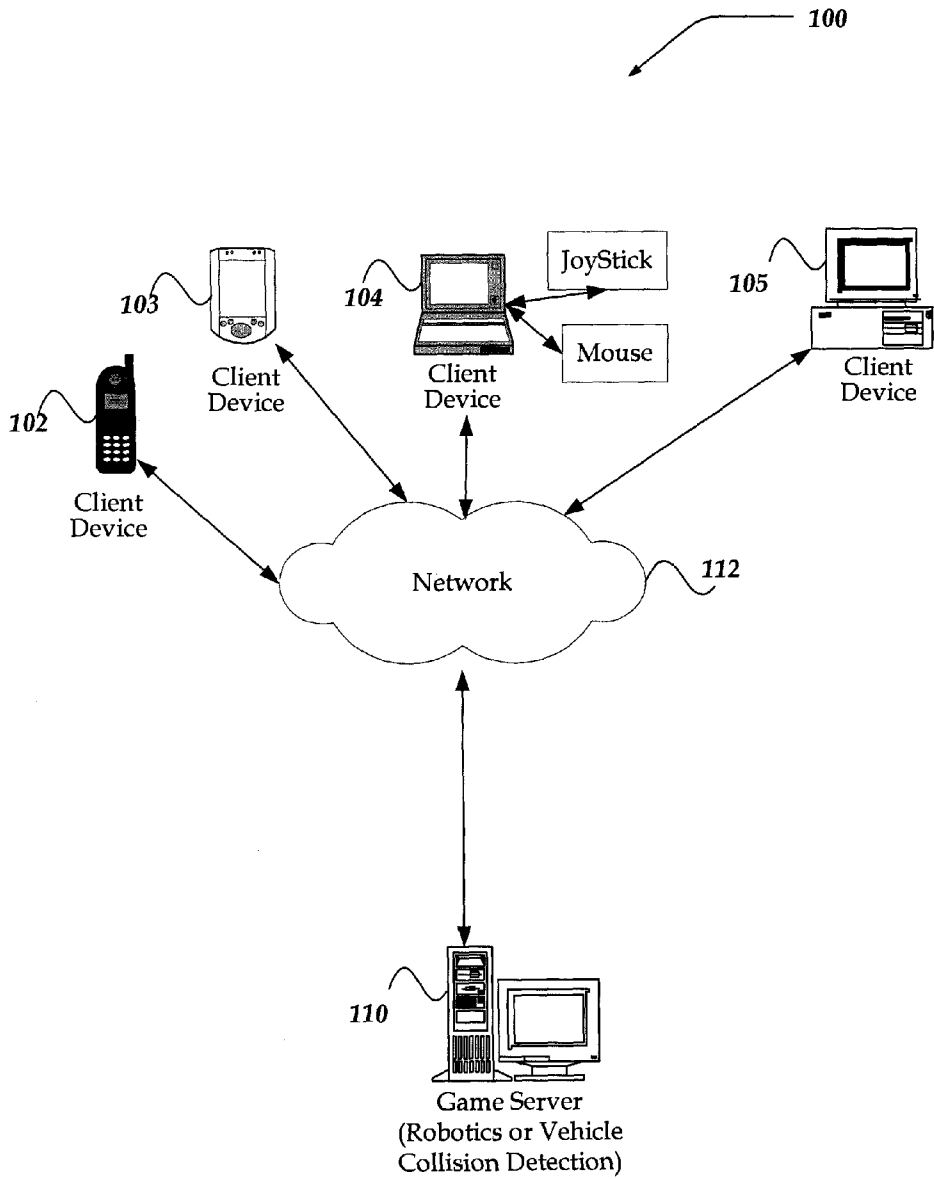 100
JoyStick
103
104
105
Mouse
Client
Device
Client
Device
Client
Device
102
Client
Device
Network
112
110
Game Server
(Robotics or Vehicle
Collision Detection)